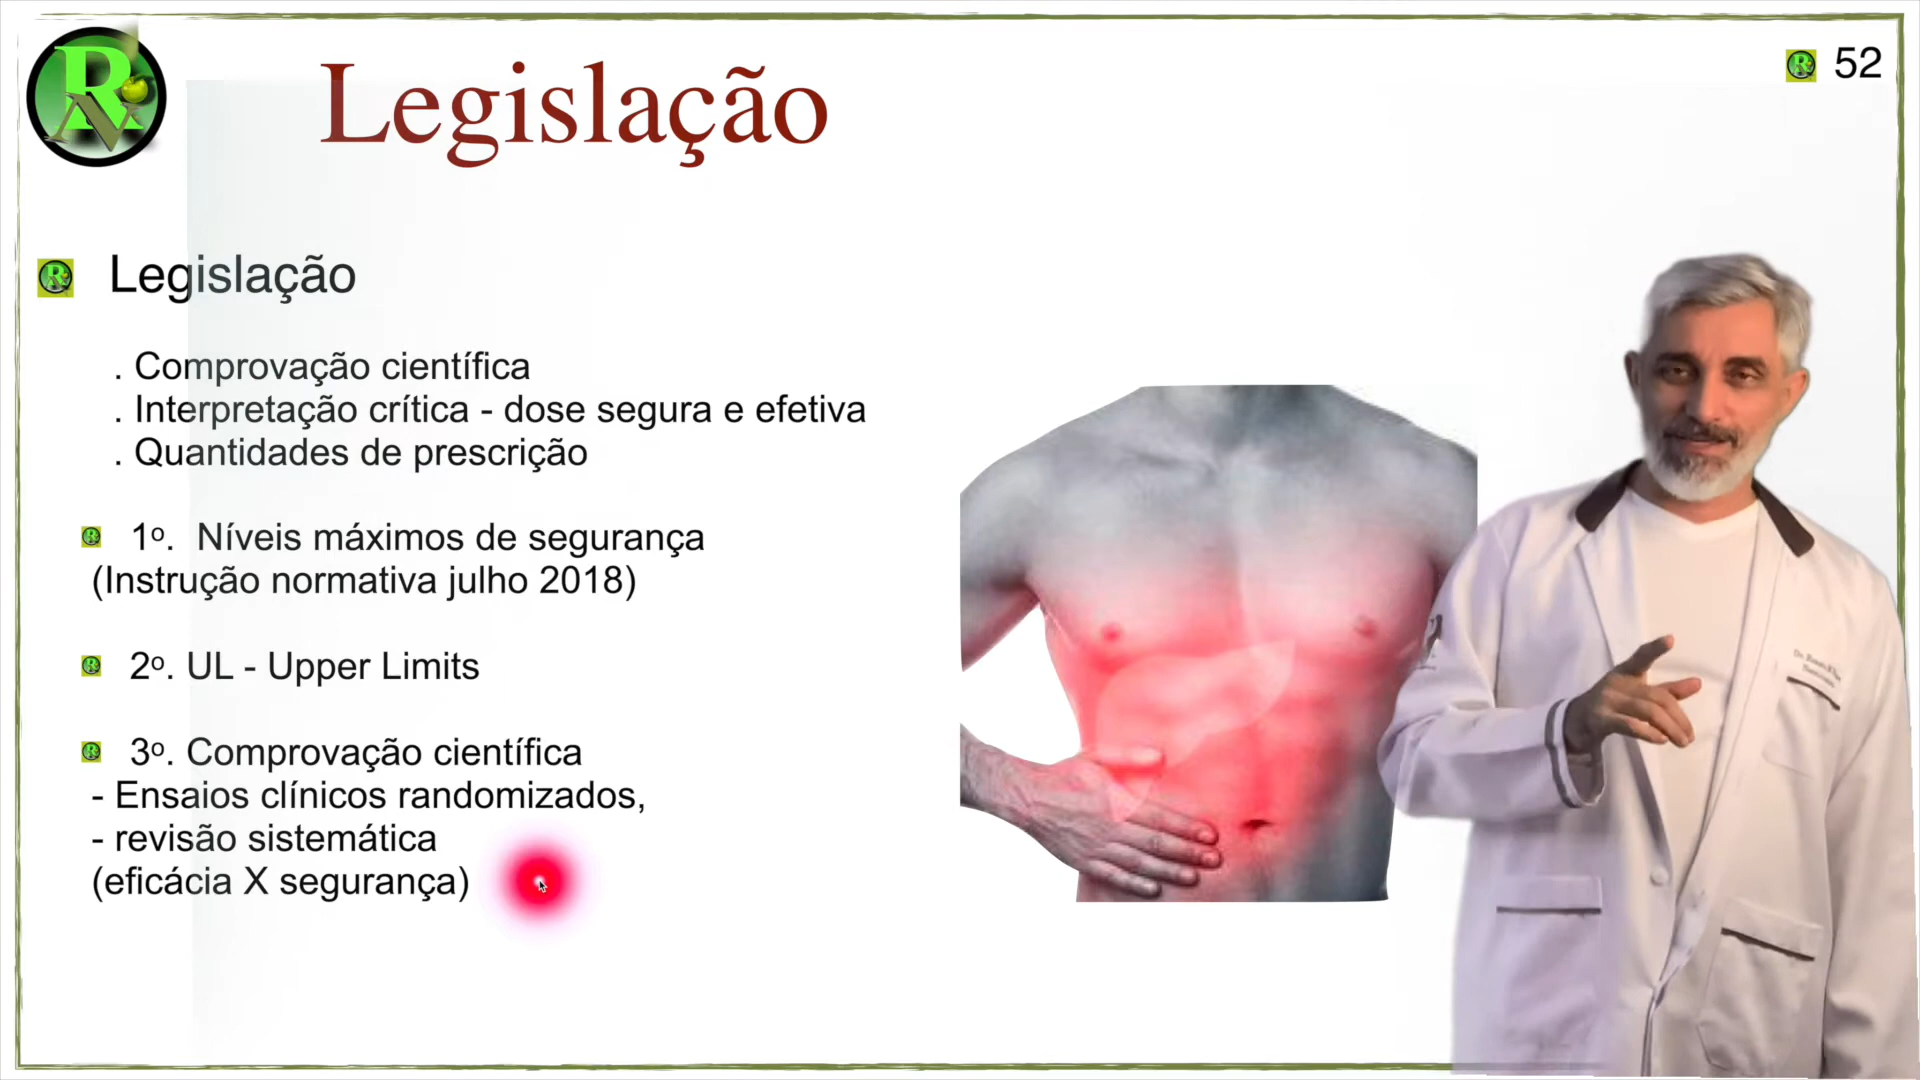 Legislação
52
Legislação
. Comprovação científica
. Interpretação crítica - dose segura e efetiva
. Quantidades de prescrição
1º. Níveis máximos de segurança
(Instrução normativa julho 2018)
2º. UL - Upper Limits
3º. Comprovação científica
- Ensaios clínicos randomizados,
- revisão sistemática
(eficácia X segurança)